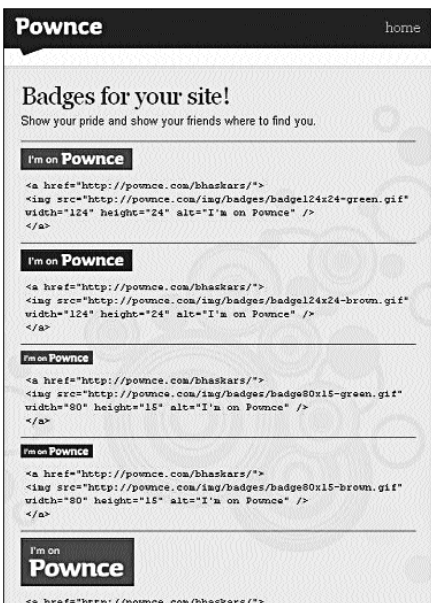 Pownce
home
Badges for your site!
Show your pride and show your friends where to find you.
I'm on Pownce
<a href="http://pownce.com/bhaskars/">
<img src="http://pownce.com/img/badges/badge124x24-green.gif"
width="124" height="24" alt="I'm on Pownce" />
</a>
I'm on Pownce
<a href="http://pownce.com/bhaskars/">
<img src="http://pownce.com/img/badges/badge124x24-brown.gif"
width="124" height="24" alt="I'm on Pownce" />
</a>
I'm on Pownce
<a href="http://pownce.com/bhaskars/">
<img src="http://pownce.com/img/badges/badge80x15-green.gif"
width="80" height="15" alt="I'm on Pownce" />
</a>
I'm on Pownce
<a href="http://pownce.com/bhaskars/">
<img src="http://pownce.com/img/badges/badge80x15-brown.gif"
width="80" height="15" alt="I'm on Pownce" />
</a>
I'm on
Pownce
<a href="http://pownce.com/bhaskars/">